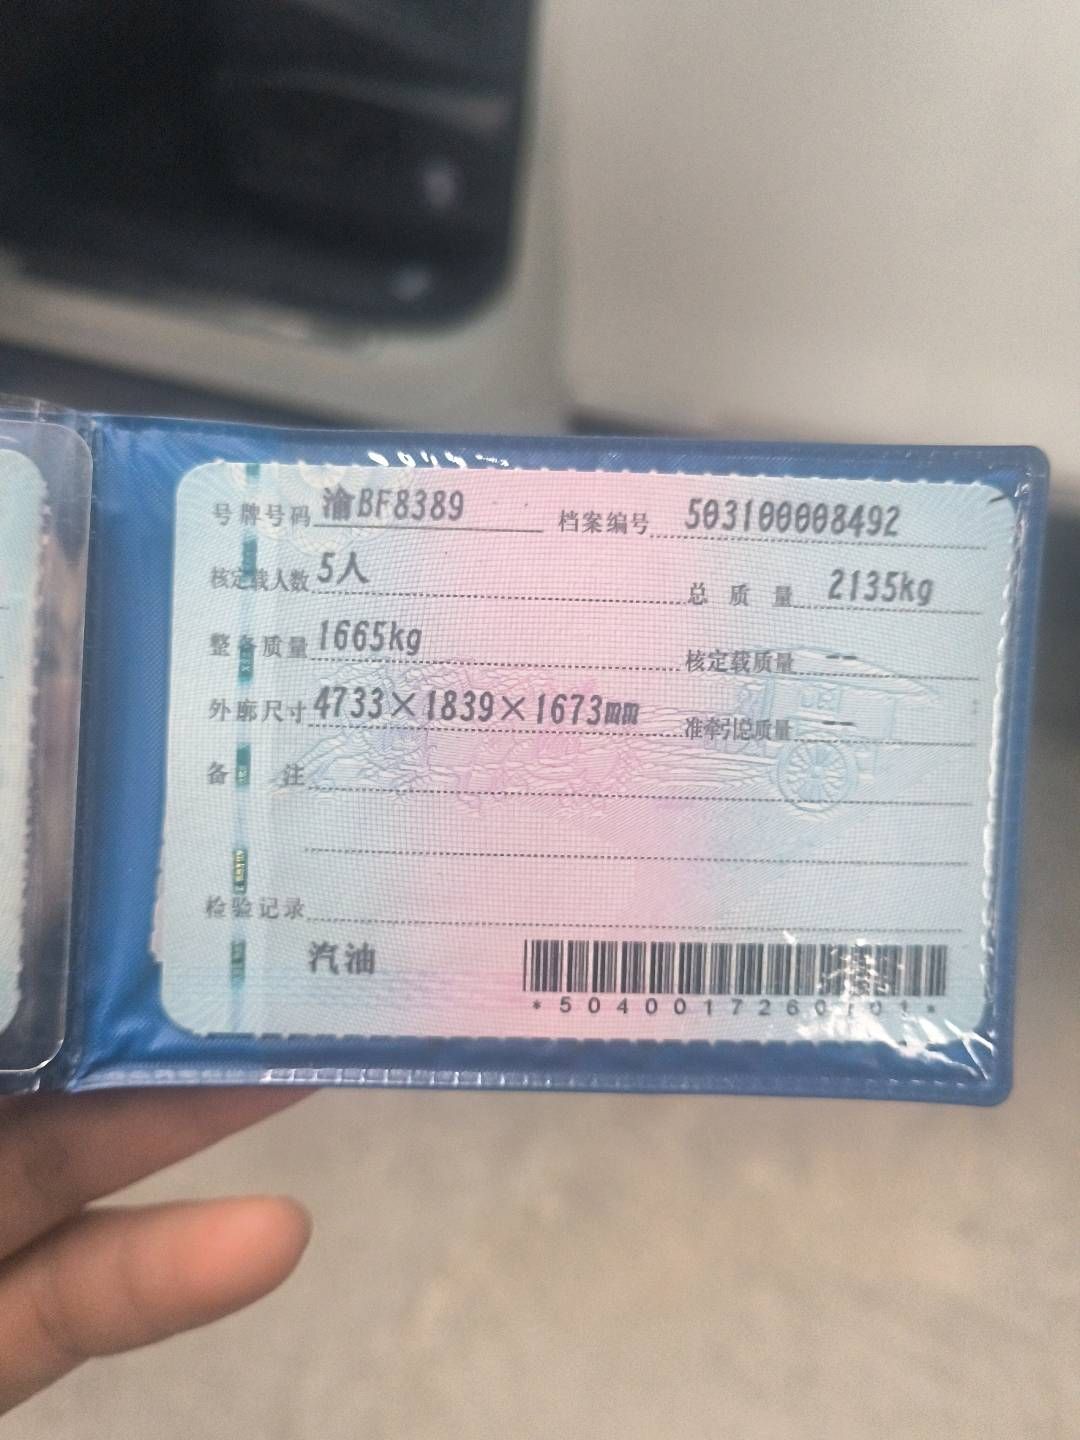 号牌号码 渝BF8389 档案编号 503100008492
核定载人数 5人 总质量 2135kg
整备质量 1665kg 核定载质量 --
外廓尺寸 4733×1839×1673mm 准牵引总质量 --
备注
检验记录
汽油